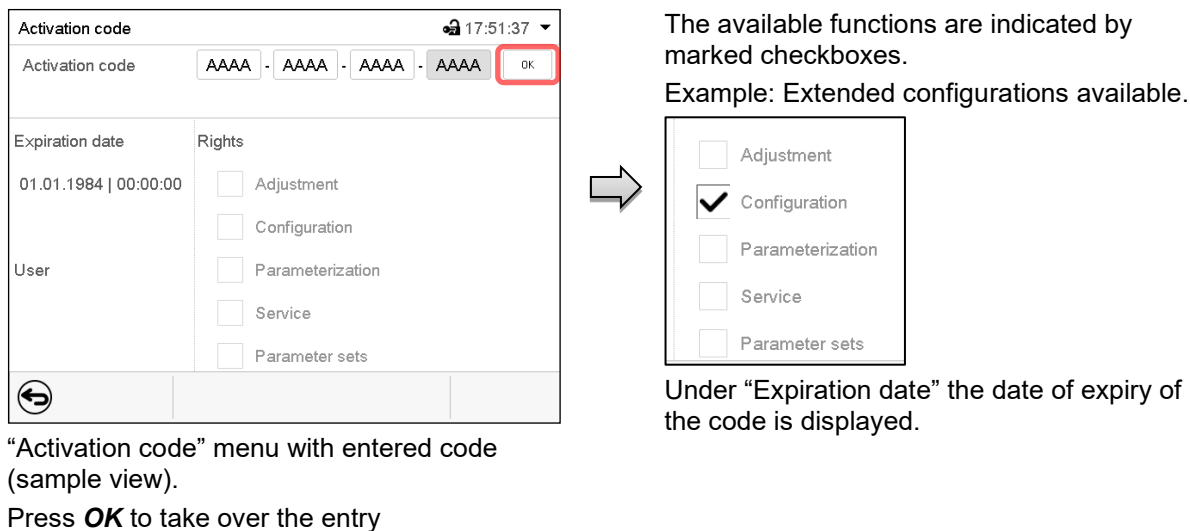 Activation code 17:51:37
Activation code AAAA - AAAA - AAAA - AAAA OK
Expiration date Rights
01.01.1984 | 00:00:00 Adjustment
Configuration
User Parameterization
Service
Parameter sets
“Activation code” menu with entered code
(sample view).
Press OK to take over the entry
The available functions are indicated by
marked checkboxes.
Example: Extended configurations available.
Adjustment
Configuration
Parameterization
Service
Parameter sets
Under “Expiration date” the date of expiry of
the code is displayed.